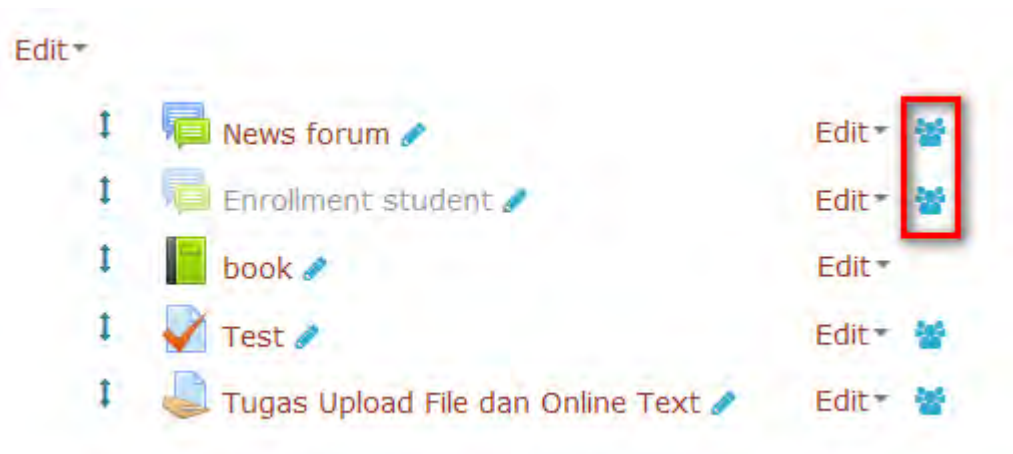 Edit
News forum Edit
Enrollment student Edit
book Edit
Test Edit
Tugas Upload File dan Online Text Edit